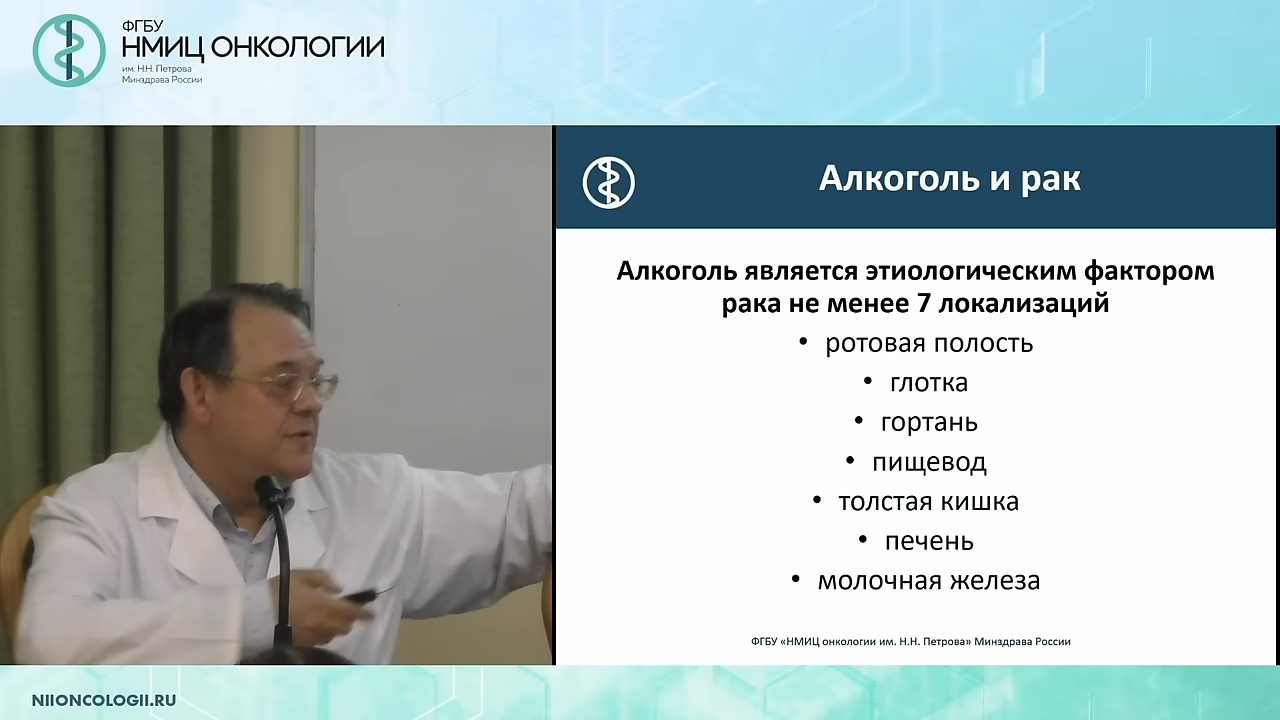 ФГБУ
НМИЦ ОНКОЛОГИИ
им. Н.Н. Петрова
Минздрава России
Алкоголь и рак
Алкоголь является этиологическим фактором
рака не менее 7 локализаций
• ротовая полость
• глотка
• гортань
• пищевод
• толстая кишка
• печень
• молочная железа
ФГБУ «НМИЦ онкологии им. Н.Н. Петрова» Минздрава России
NIIONCOLOGII.RU